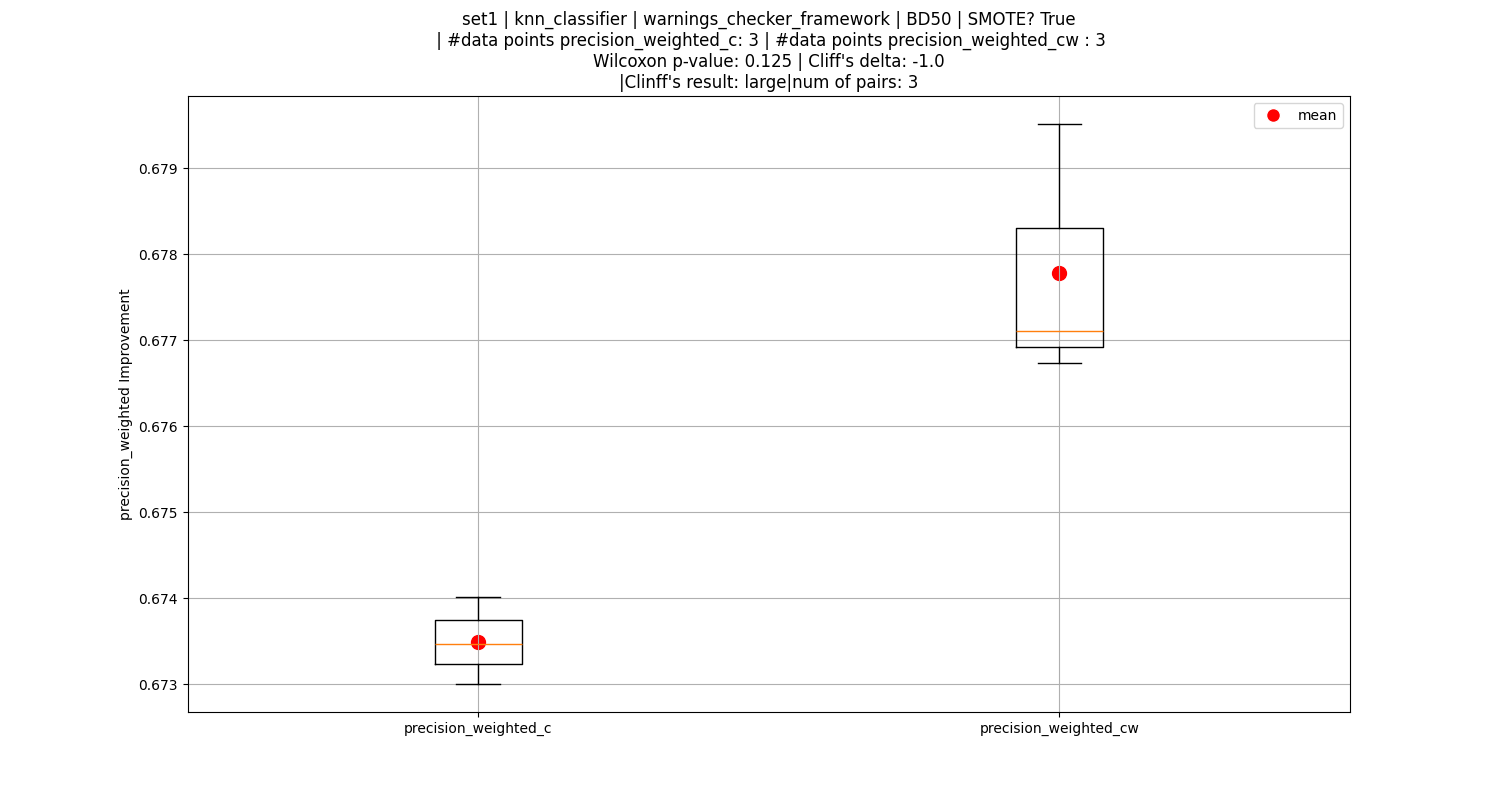 set1 | knn_classifier | warnings_checker_framework | BD50 | SMOTE? True
| #data points precision_weighted_c: 3 | #data points precision_weighted_cw : 3
Wilcoxon p-value: 0.125 | Cliff's delta: -1.0
|Clinff's result: large|num of pairs: 3
mean
0.679
0.678
0.677
0.676
0.675
0.674
0.673
precision_weighted Improvement
precision_weighted_c
precision_weighted_cw